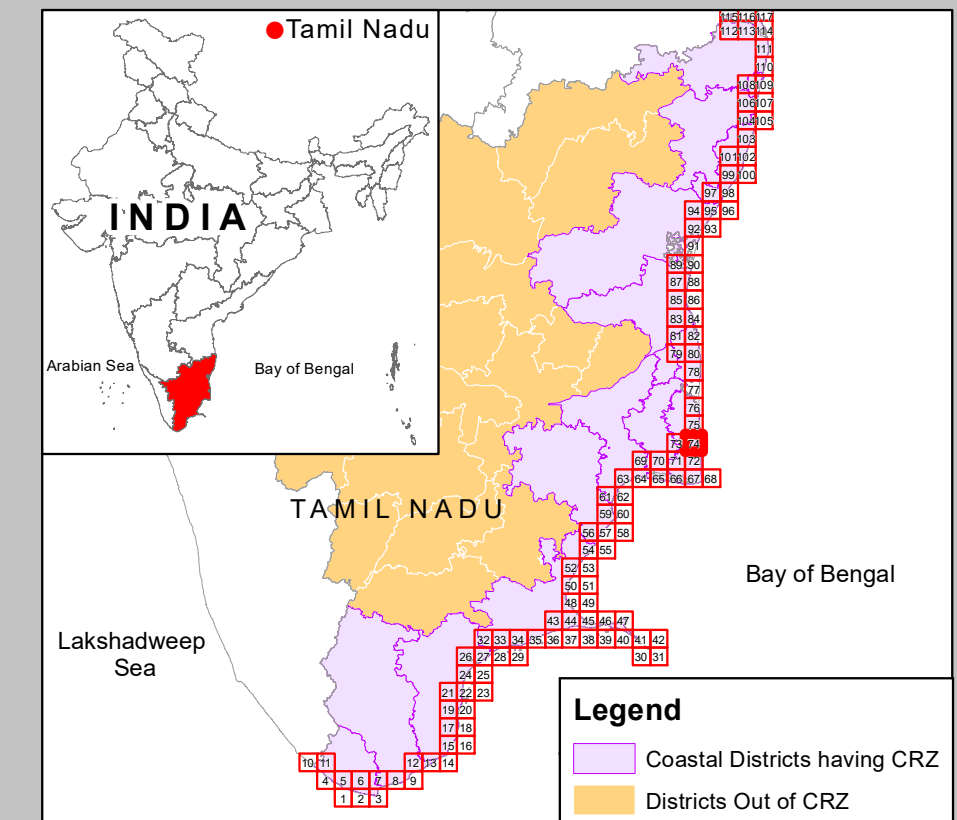 Tamil Nadu
INDIA
Arabian Sea
Bay of Bengal
115 116 117
112 113 114
111
110
108 109
106 107
104 105
103
101 102
99 100
97 98
94 95 96
92 93
91
89 90
87 88
85 86
83 84
81 82
79 80
78
77
76
75
73 74
69 70 71 72
63 64 65 66 67 68
61 62
TAMIL NADU
59 60
56 57 58
54 55
52 53
Bay of Bengal
50 51
48 49
43 44 45 46 47
Lakshadweep
Sea
32 33 34 35 36 37 38 39 40 41 42
26 27 28 29 30 31
24 25
21 22 23
19 20
17 18
15 16
10 11 12 13 14
4 5 6 7 8 9
1 2 3
Legend
Coastal Districts having CRZ
Districts Out of CRZ